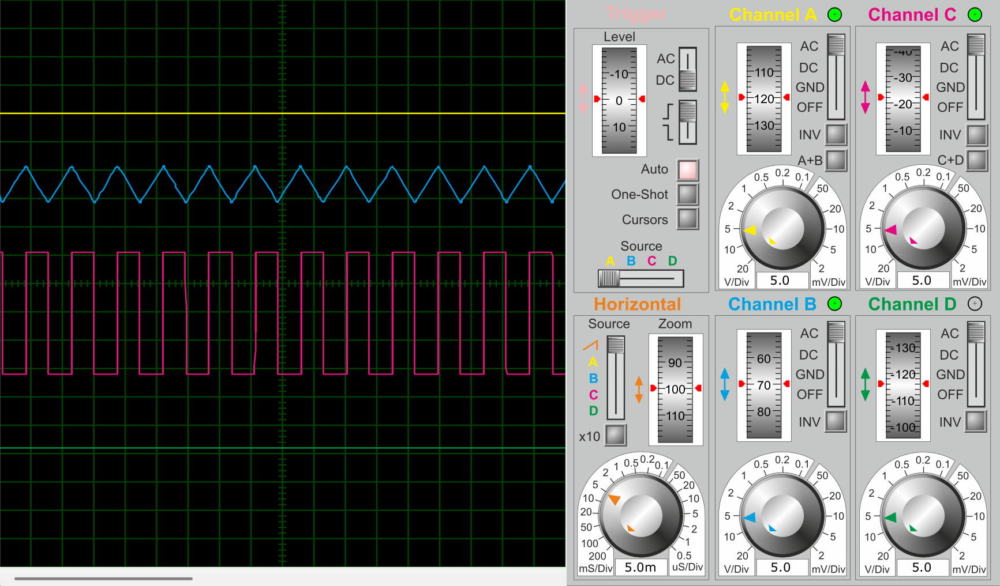 Trigger
Level
-10
0
10
AC
DC
Auto
One-Shot
Cursors
Source
A B C D
Channel A
110
120
130
AC
DC
GND
OFF
INV
A+B
20 10 5 2 1 0.5 0.2 0.1 50 20 10 5 2
V/Div 5.0 mV/Div
Channel C
-40
-30
-20
-10
AC
DC
GND
OFF
INV
C+D
20 10 5 2 1 0.5 0.2 0.1 50 20 10 5 2
V/Div 5.0 mV/Div
Horizontal
Source
A
B
C
D
x10
Zoom
90
100
110
200 100 50 20 10 5 2 1 0.5 0.2 0.1 50 20 10 5 2 1 0.5
mS/Div 5.0m uS/Div
Channel B
60
70
80
AC
DC
GND
OFF
INV
20 10 5 2 1 0.5 0.2 0.1 50 20 10 5 2
V/Div 5.0 mV/Div
Channel D
-130
-120
-110
-100
AC
DC
GND
OFF
INV
20 10 5 2 1 0.5 0.2 0.1 50 20 10 5 2
V/Div 5.0 mV/Div